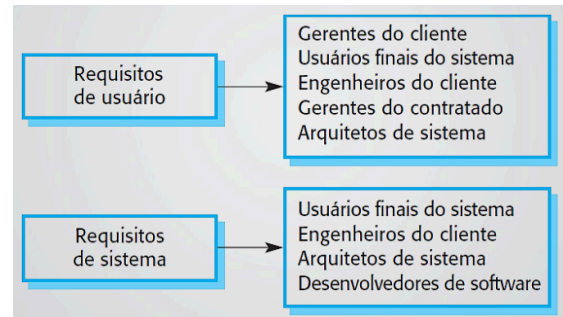 Requisitos
de usuário
Gerentes do cliente
Usuários finais do sistema
Engenheiros do cliente
Gerentes do contratado
Arquitetos de sistema
Requisitos
de sistema
Usuários finais do sistema
Engenheiros do cliente
Arquitetos de sistema
Desenvolvedores de software